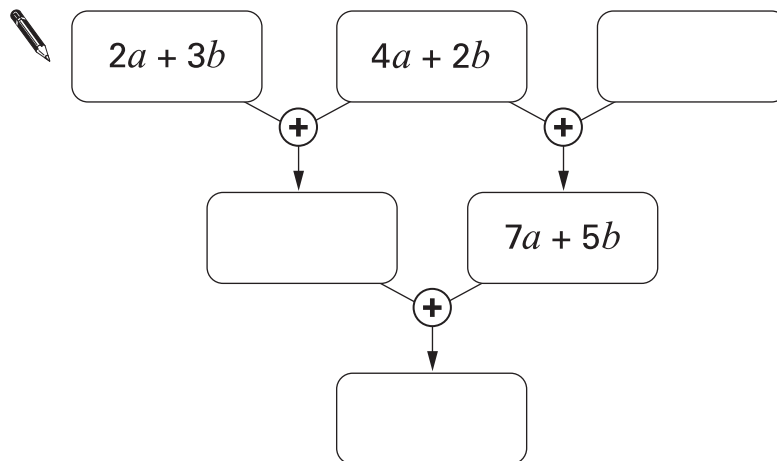 2a + 3b 4a + 2b
+ +
7a + 5b
+